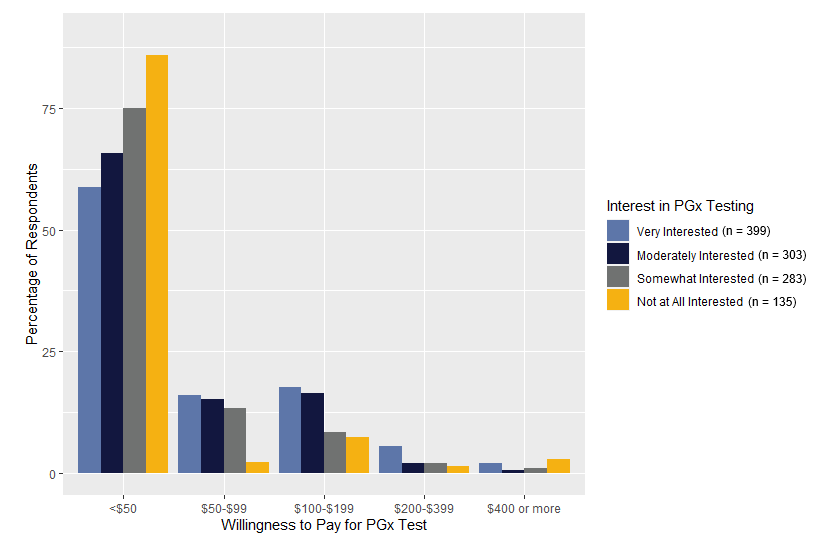 Percentage of Respondents
75
50
25
0
<$50
$50-$99
$100-$199
$200-$399
$400 or more
Willingness to Pay for PGx Test
Interest in PGx Testing
Very Interested (n = 399)
Moderately Interested (n = 303)
Somewhat Interested (n = 283)
Not at All Interested (n = 135)